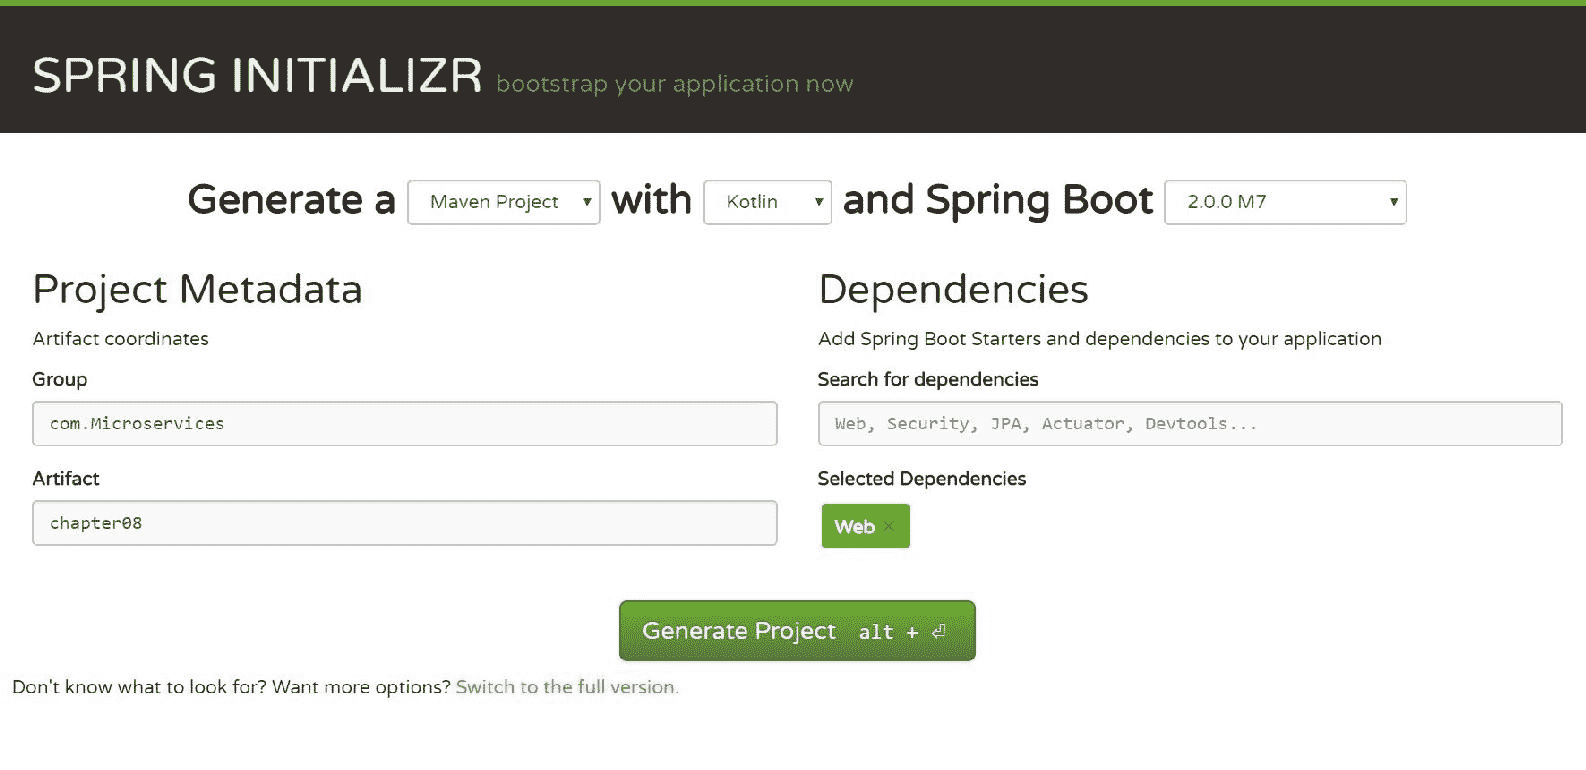 SPRING INITIALIZR bootstrap your application now
Generate a Maven Project with Kotlin and Spring Boot 2.0.0 M7
Project Metadata
Artifact coordinates
Group
com.Microservices
Artifact
chapter08
Dependencies
Add Spring Boot Starters and dependencies to your application
Search for dependencies
Web, Security, JPA, Actuator, Devtools...
Selected Dependencies
Web ×
Generate Project alt + ⏎
Don't know what to look for? Want more options? Switch to the full version.